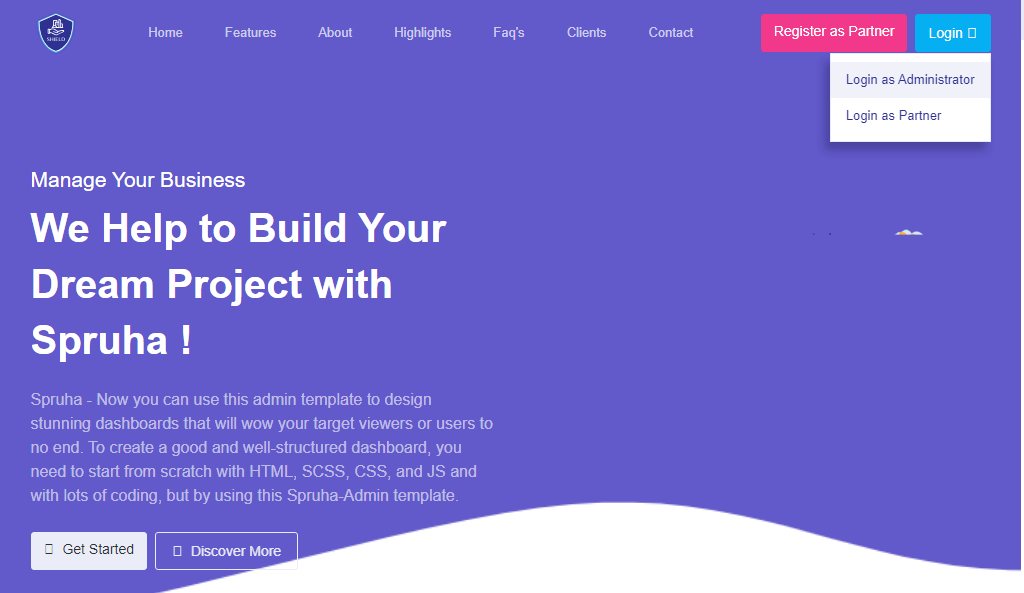 SHIELD
Home
Features
About
Highlights
Faq's
Clients
Contact
Register as Partner
Login
Login as Administrator
Login as Partner
Manage Your Business
We Help to Build Your
Dream Project with
Spruha !
Spruha - Now you can use this admin template to design
stunning dashboards that will wow your target viewers or users to
no end. To create a good and well-structured dashboard, you
need to start from scratch with HTML, SCSS, CSS, and JS and
with lots of coding, but by using this Spruha-Admin template.
Get Started
Discover More